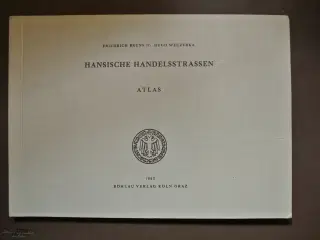 FRIEDRICH BRUNS †/ HUGO WECZERKA
HANSISCHE HANDELSSTRASSEN
ATLAS
1962
BÖHLAU VERLAG KÖLN GRAZ